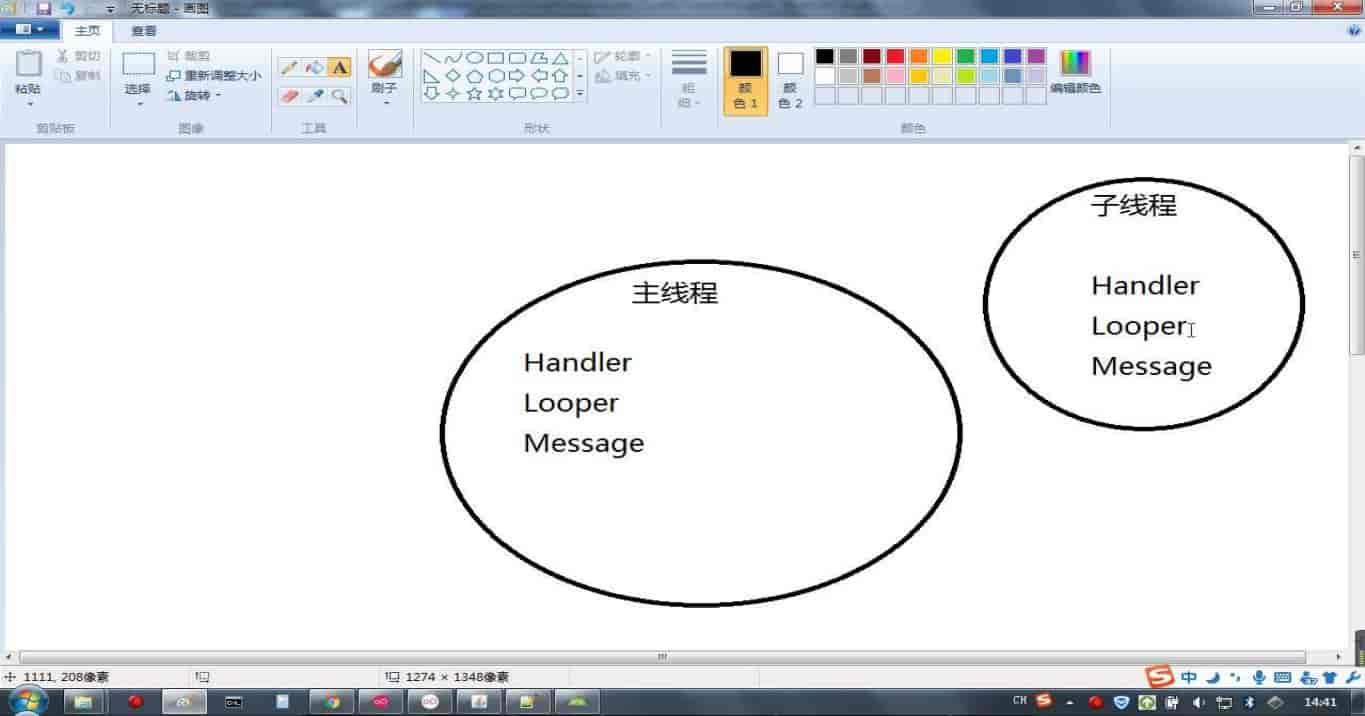 无标题 - 画图
主页
查看
粘贴
剪切
复制
剪贴板
选择
裁剪
重新调整大小
旋转
图像
A
工具
刷子
形状
轮廓
填充
粗
细
颜
色 1
颜
色 2
编辑颜色
颜色
主线程
Handler
Looper
Message
子线程
Handler
Looper
Message
1111, 208像素
1274 × 1348像素
中
CH
14:41